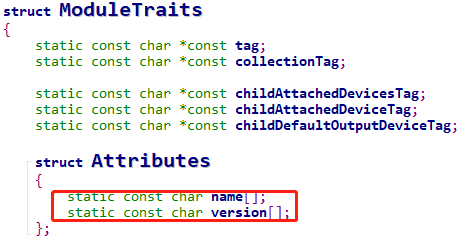 struct ModuleTraits
{
static const char *const tag;
static const char *const collectionTag;
static const char *const childAttachedDevicesTag;
static const char *const childAttachedDeviceTag;
static const char *const childDefaultOutputDeviceTag;
struct Attributes
{
static const char name[];
static const char version[];
};